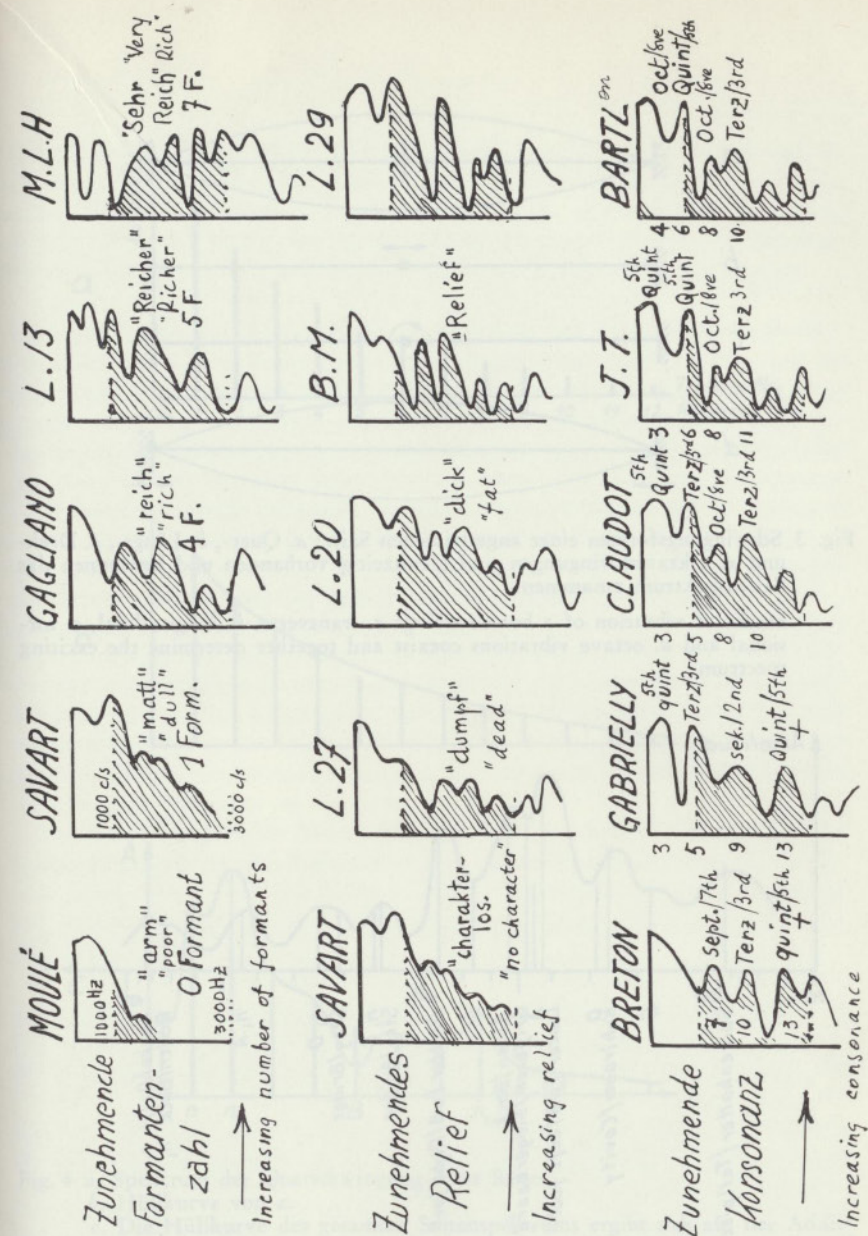 Zunehmende
Formanten-
zahl
Increasing number of formants
MOULÉ
1000Hz
"arm"
"poor"
0 Formant
3000Hz
SAVART
1000 c/s
"matt"
"dull"
1 Form.
3000 c/s
GAGLIANO
"reich"
"rich"
4 F.
L.13
"Reicher"
"Richer"
5 F
M.L.H
"Sehr "Very
Reich" Rich"
7 F.
Zunehmendes
Relief
Increasing relief
SAVART
"charakter-
los.
"no character"
L.27
"dumpf"
"dead"
L.20
"dick"
"fat"
B.M.
"Relief"
L.29
Zunehmende
Konsonanz
Increasing consonance
BRETON
7 Sept./7th
10 Terz/3rd
13 quint/5th
+
GABRIELLY
5th
3 quint
5 Terz/3rd
9 sek./2nd
13 Quint/5th
+
CLIUDOT
5th
3 Quint
5 Terz/3rd
8 Oct/8ve
10 Terz/3rd
J.T.
5th
3 Quint
5th
6 Quint
8 Oct./8ve
11 Terz 3rd
BARTL
4 Oct/8ve
6 Quint/5th
8 Oct./8ve
10 Terz/3rd